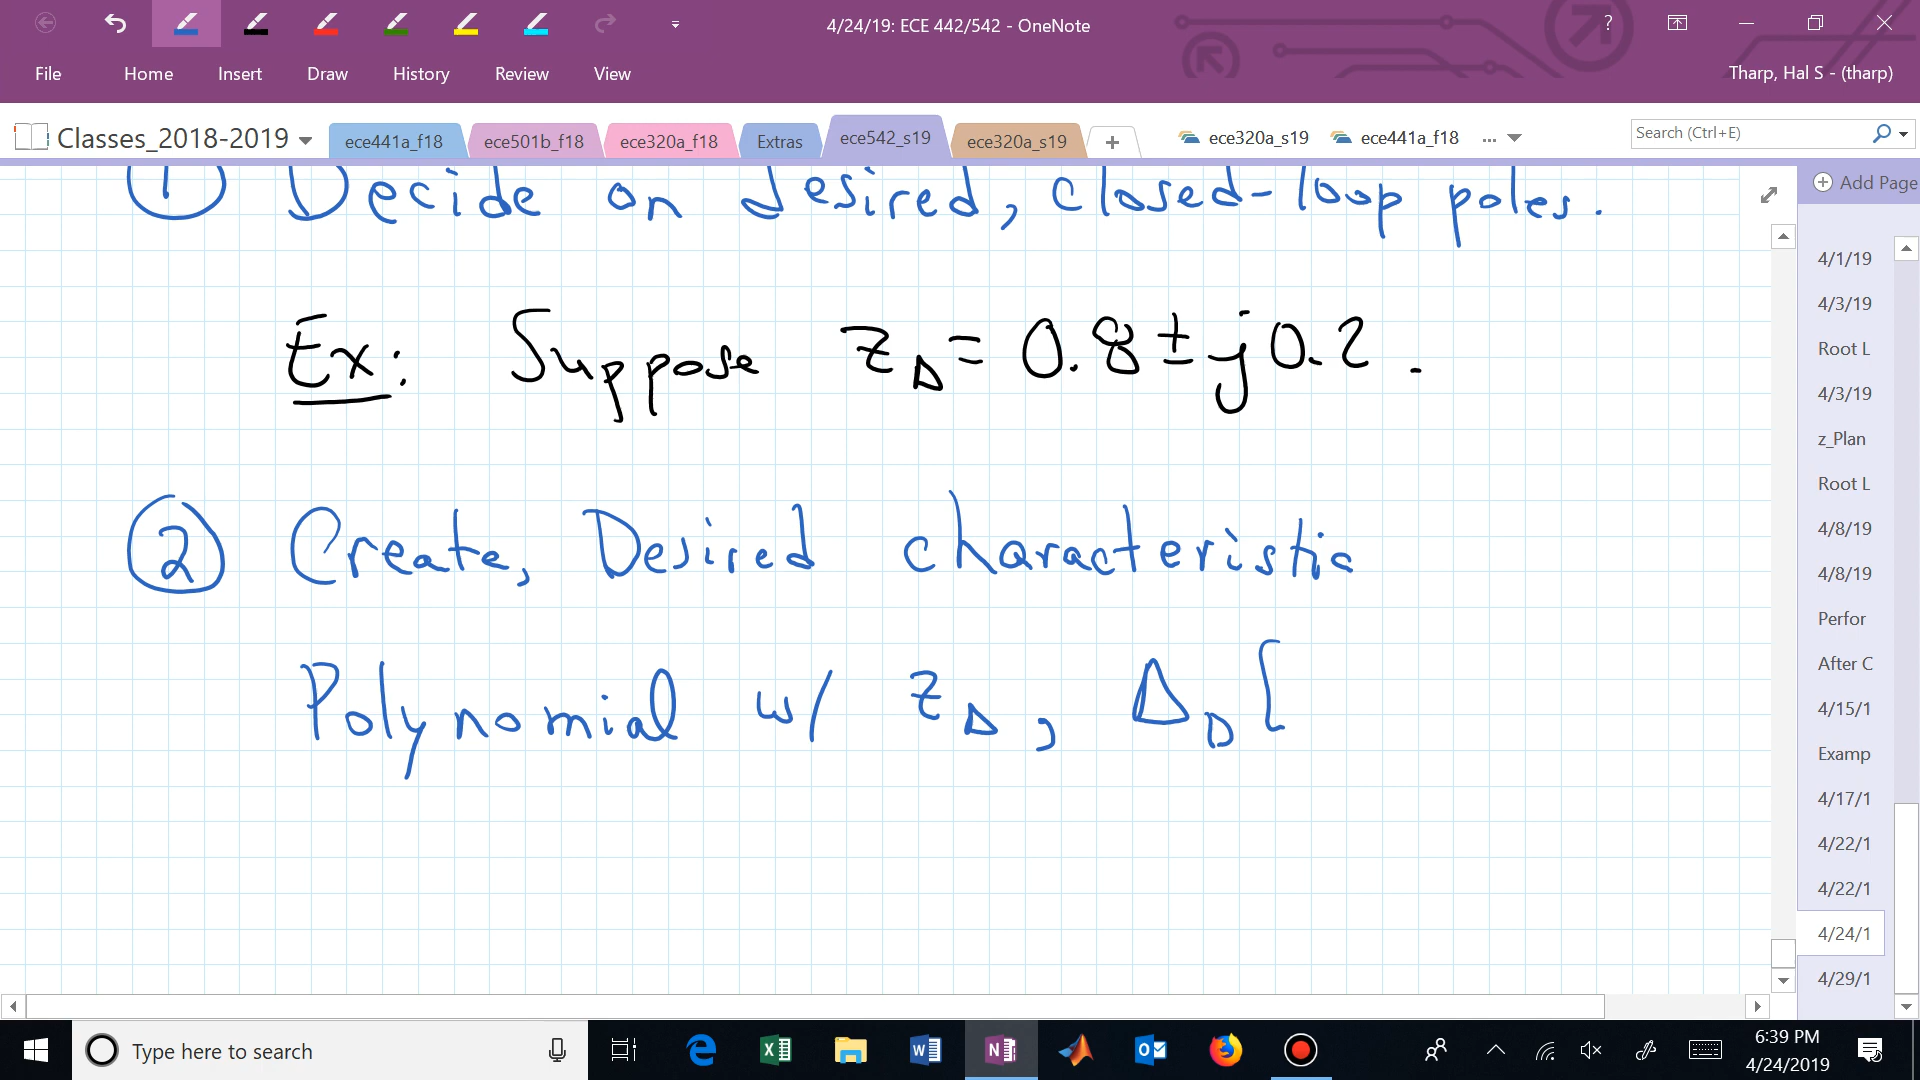 4/24/19: ECE 442/542 - OneNote
?
File Home Insert Draw History Review View
Tharp, Hal S - (tharp)
Classes_2018-2019
ece441a_f18 ece501b_f18 ece320a_f18 Extras ece542_s19 ece320a_s19 +
ece320a_s19 ece441a_f18 ...
Search (Ctrl+E)
Add Page
① Decide on desired, closed-loop poles.
Ex: Suppose z_D = 0.8 ± j0.2.
② Create, Desired characteristic
Polynomial w/ z_D, Δ_D [
4/1/19
4/3/19
Root L
4/3/19
z_Plan
Root L
4/8/19
4/8/19
Perfor
After C
4/15/1
Examp
4/17/1
4/22/1
4/22/1
4/24/1
4/29/1
Type here to search
6:39 PM
4/24/2019